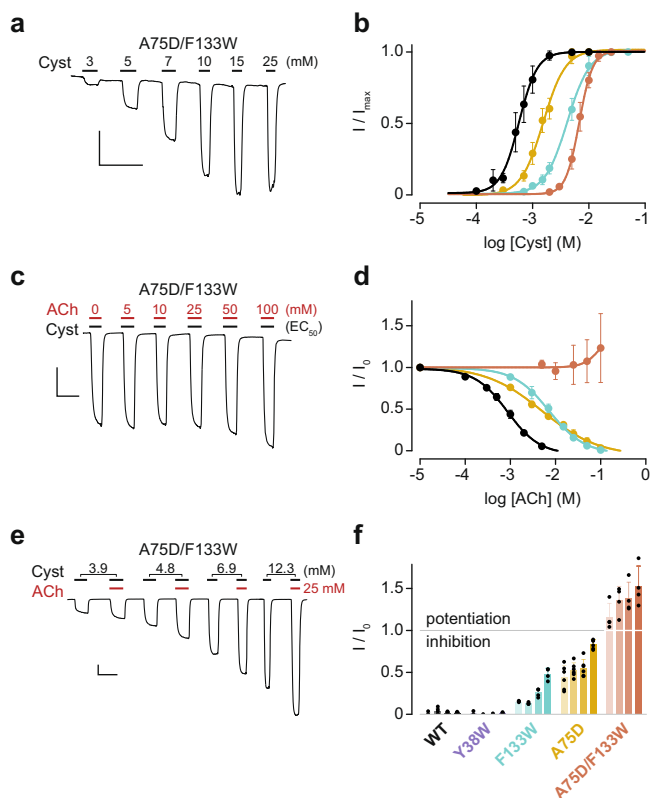 a
A75D/F133W
Cyst 3 5 7 10 15 25 (mM)
b
1.0
0.5
0
I / Imax
-5 -4 -3 -2 -1
log [Cyst] (M)
c
A75D/F133W
ACh 0 5 10 25 50 100 (mM)
Cyst (EC50)
d
1.5
1.0
0.5
0
I / I0
-5 -3 -2 -1 0
log [ACh] (M)
e
A75D/F133W
Cyst 3.9 4.8 6.9 12.3 (mM)
ACh 25 mM
f
1.5
1.0
0.5
0
I / I0
potentiation
inhibition
WT
Y38W
F133W
A75D
A75D/F133W